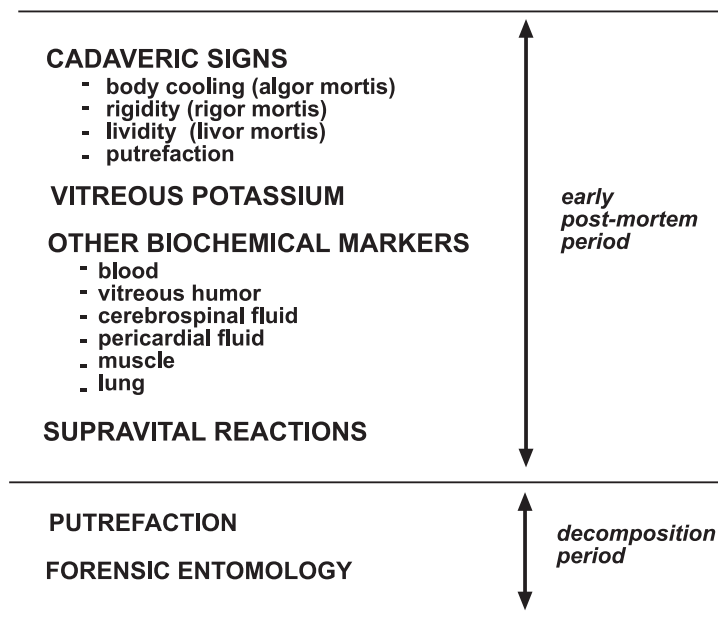 CADAVERIC SIGNS
- body cooling (algor mortis)
- rigidity (rigor mortis)
- lividity (livor mortis)
- putrefaction
VITREOUS POTASSIUM
OTHER BIOCHEMICAL MARKERS
- blood
- vitreous humor
- cerebrospinal fluid
- pericardial fluid
- muscle
- lung
SUPRAVITAL REACTIONS
early
post-mortem
period
PUTREFACTION
FORENSIC ENTOMOLOGY
decomposition
period